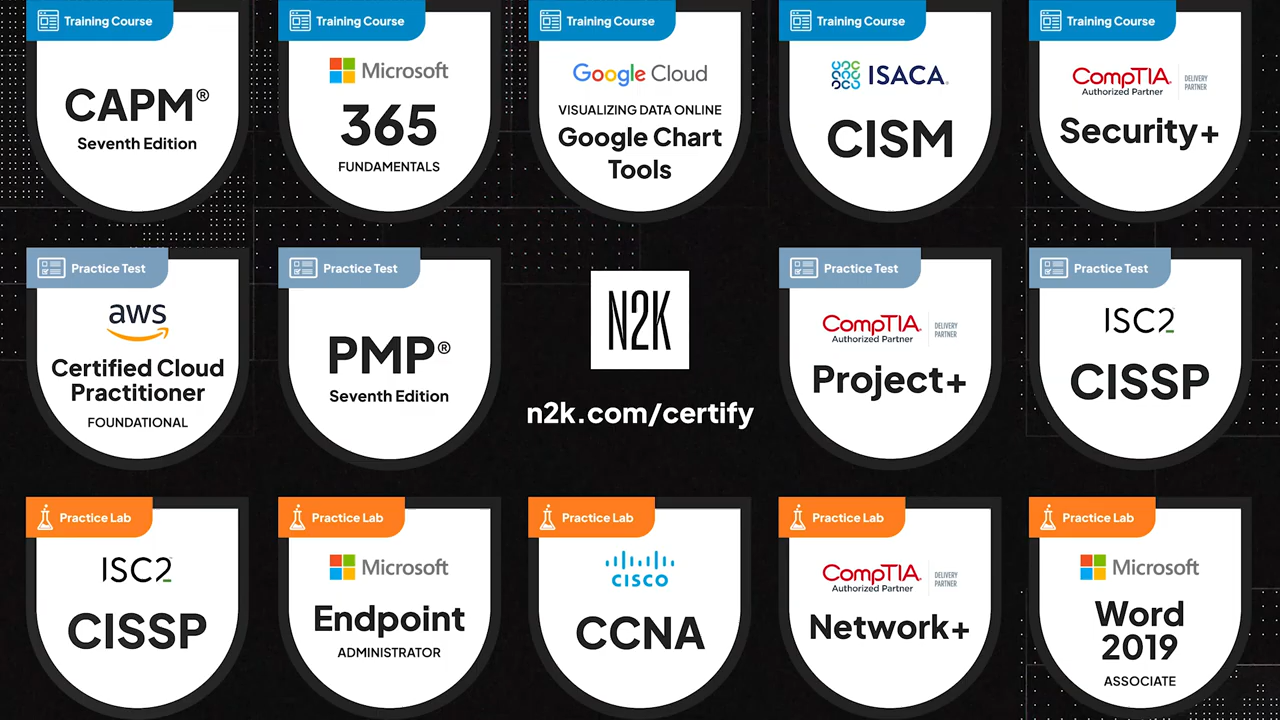 Training Course
CAPM®
Seventh Edition
Training Course
Microsoft
365
FUNDAMENTALS
Training Course
Google Cloud
VISUALIZING DATA ONLINE
Google Chart
Tools
Training Course
ISACA.
CISM
Training Course
CompTIA.
Authorized Partner
DELIVERY
PARTNER
Security+
Practice Test
aws
Certified Cloud
Practitioner
FOUNDATIONAL
Practice Test
PMP®
Seventh Edition
N2K
n2k.com/certify
Practice Test
CompTIA.
Authorized Partner
DELIVERY
PARTNER
Project+
Practice Test
ISC2
CISSP
Practice Lab
ISC2
CISSP
Practice Lab
Microsoft
Endpoint
ADMINISTRATOR
Practice Lab
CISCO
CCNA
Practice Lab
CompTIA.
Authorized Partner
DELIVERY
PARTNER
Network+
Practice Lab
Microsoft
Word
2019
ASSOCIATE